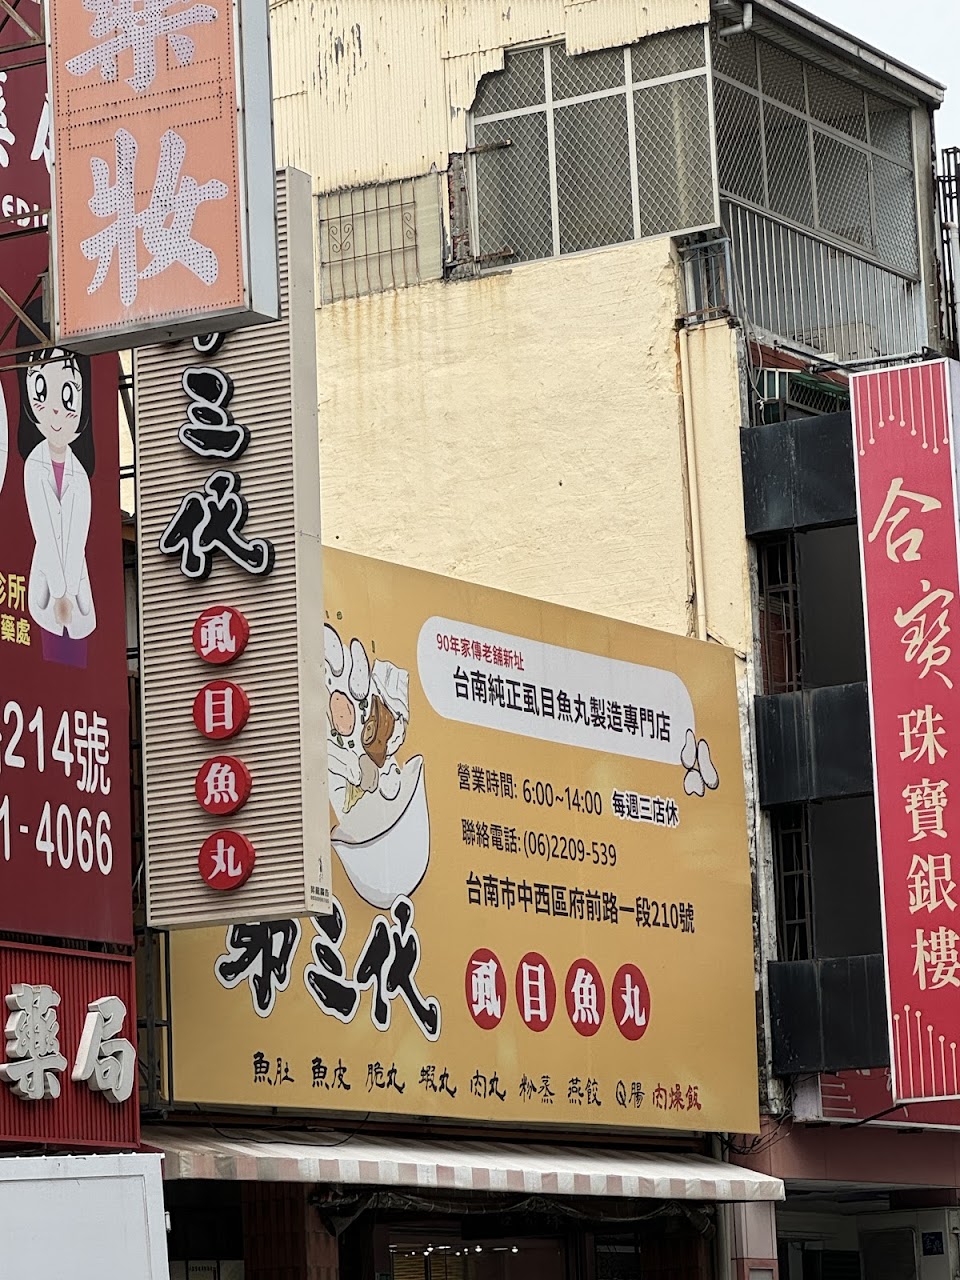 藥妝
三代
虱目魚丸
診所
藥處
214號
1-4066
藥局
90年家傳老舖新址
台南純正虱目魚丸製造專門店
營業時間: 6:00~14:00 每週三店休
聯絡電話:(06)2209-539
台南市中西區府前路一段210號
第三代 虱目魚丸
魚肚 魚皮 脆丸 蝦丸 肉丸 粉蒸 燕餃 Q腸 肉燥飯
合寶珠寶銀樓